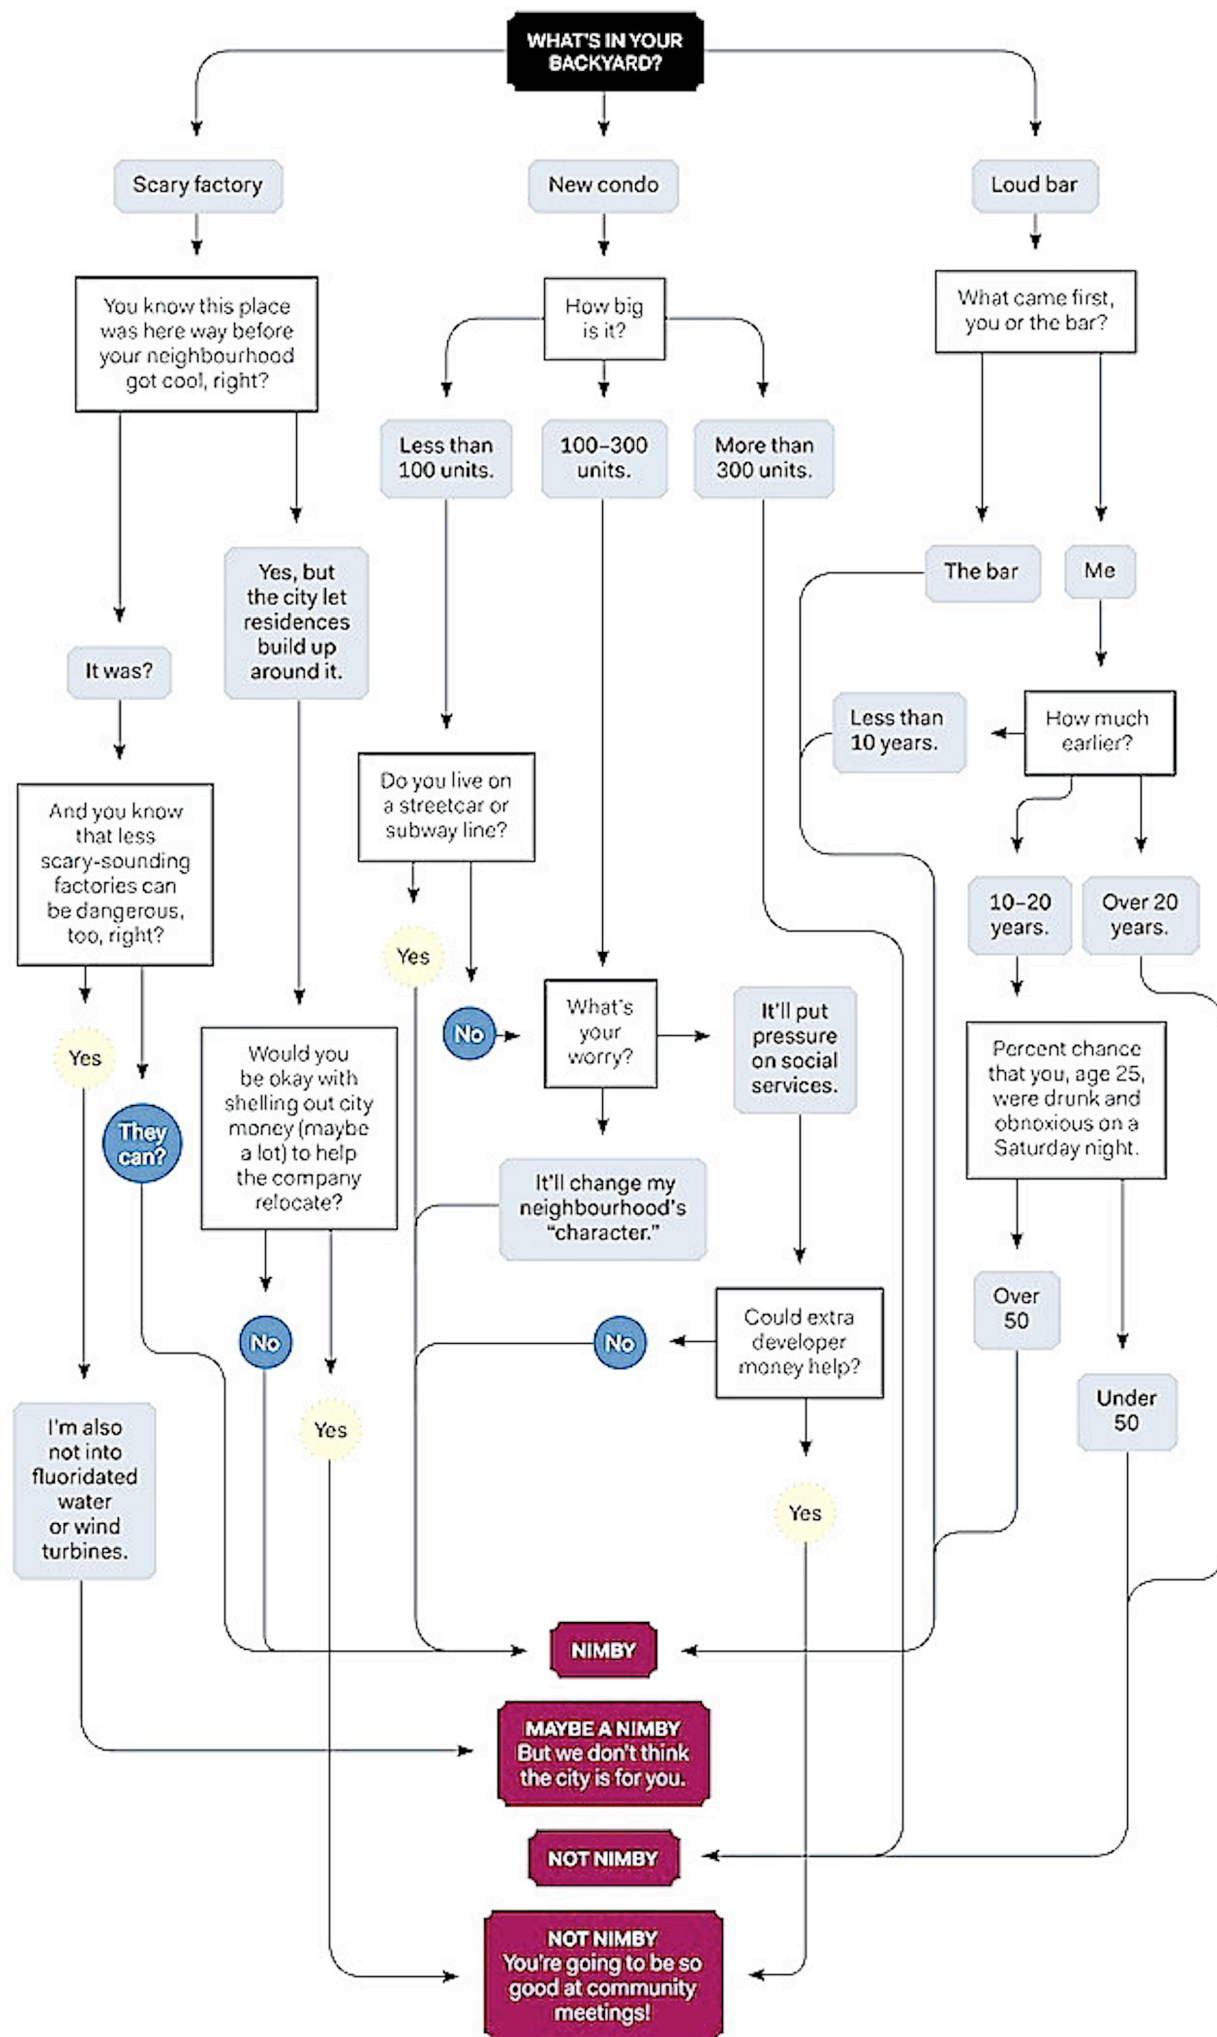 WHAT'S IN YOUR
BACKYARD?
Scary factory
New condo
Loud bar
You know this place
was here way before
your neighbourhood
got cool, right?
How big
is it?
What came first,
you or the bar?
Less than
100 units.
100–300
units.
More than
300 units.
Yes, but
the city let
residences
build up
around it.
The bar
Me
It was?
Less than
10 years.
How much
earlier?
Do you live on
a streetcar or
subway line?
And you know
that less
scary-sounding
factories can
be dangerous,
too, right?
10–20
years.
Over 20
years.
Yes
No
What's
your
worry?
It'll put
pressure
on social
services.
Percent chance
that you, age 25,
were drunk and
obnoxious on a
Saturday night.
Yes
They
can?
Would you
be okay with
shelling out city
money (maybe
a lot) to help
the company
relocate?
It'll change my
neighbourhood's
“character.”
Over
50
No
No
Could extra
developer
money help?
Under
50
I'm also
not into
fluoridated
water
or wind
turbines.
Yes
Yes
NIMBY
MAYBE A NIMBY
But we don't think
the city is for you.
NOT NIMBY
NOT NIMBY
You're going to be so
good at community
meetings!